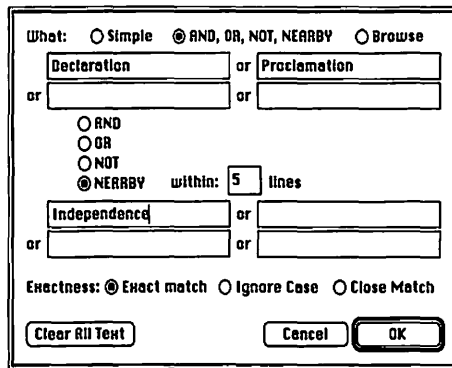 What: Simple AND, OR, NOT, NEARBY Browse
Declaration or Proclamation
or or
AND
OR
NOT
NEARBY within: 5 lines
Independence or
or or
Exactness: Exact match Ignore Case Close Match
Clear All Text Cancel OK